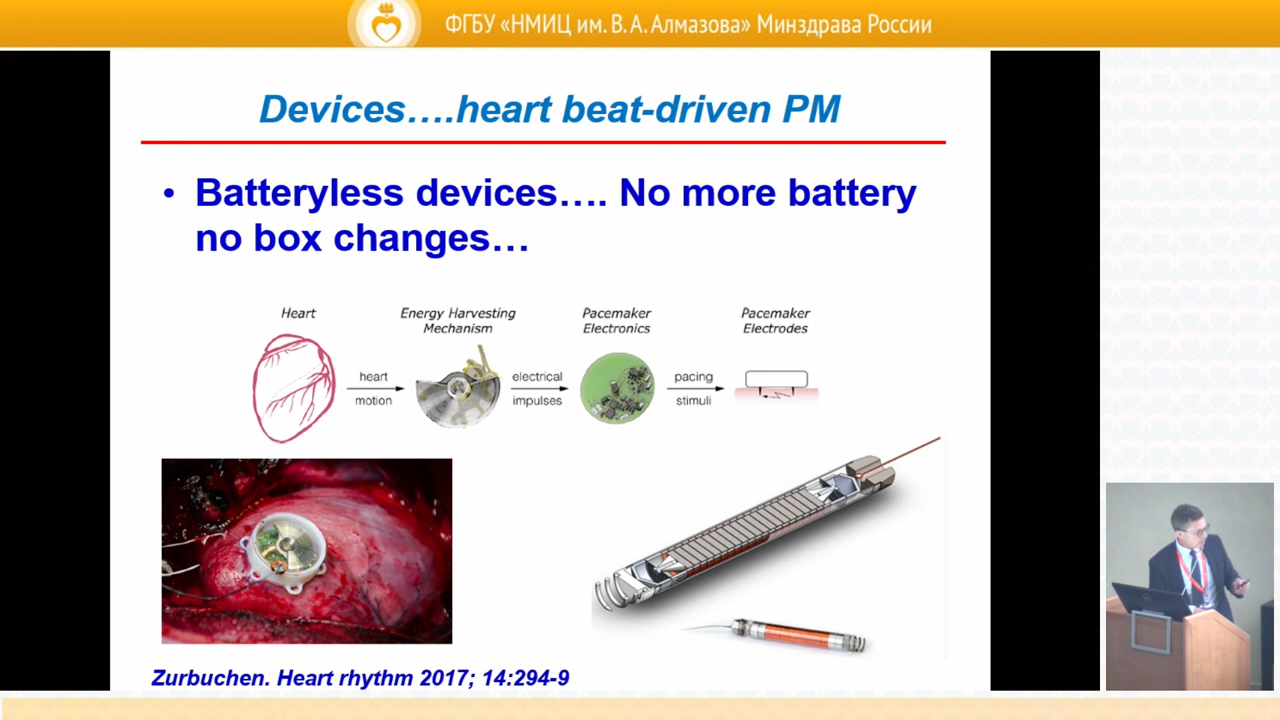 ФГБУ «НМИЦ им. В. А. Алмазова» Минздрава России
Devices….heart beat-driven PM
• Batteryless devices…. No more battery
no box changes…
Heart
Energy Harvesting
Mechanism
Pacemaker
Electronics
Pacemaker
Electrodes
heart
motion
electrical
impulses
pacing
stimuli
Zurbuchen. Heart rhythm 2017; 14:294-9